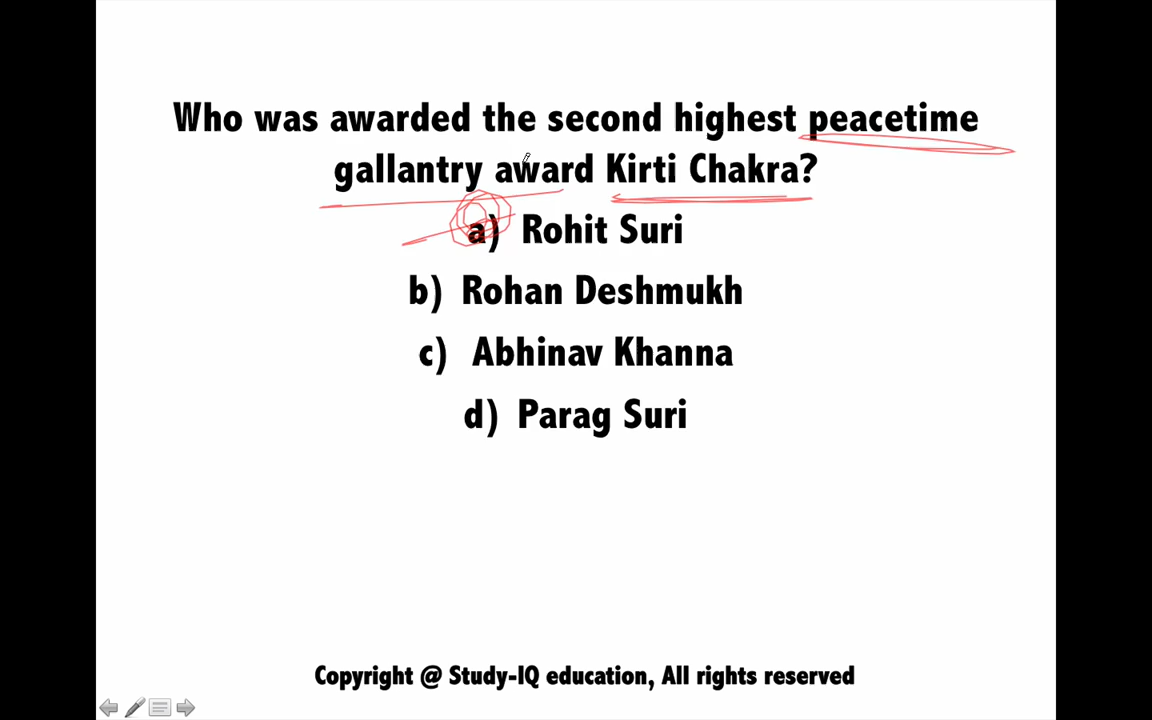 Who was awarded the second highest peacetime
gallantry award Kirti Chakra?
a) Rohit Suri
b) Rohan Deshmukh
c) Abhinav Khanna
d) Parag Suri
Copyright @ Study-IQ education, All rights reserved